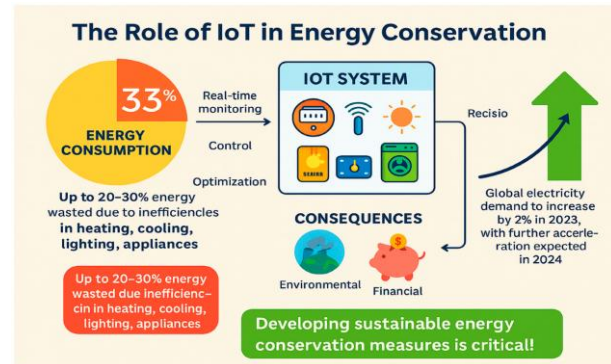 The Role of IoT in Energy Conservation
33%
ENERGY
CONSUMPTION
Up to 20–30% energy
wasted due to inefficiencles
in heating, cooling,
lighting, appliances
Up to 20–30% energy
wasted due inefficienc–
cin in heating, cooling,
lighting, appliances
Real-time
monitoring
Control
Optimization
IOT SYSTEM
Recisio
CONSEQUENCES
Environmental
Financial
Global electricity
demand to increase
by 2% in 2023,
with further accele-
ration expected
in 2024
Developing sustainable energy
conservation measures is critical!